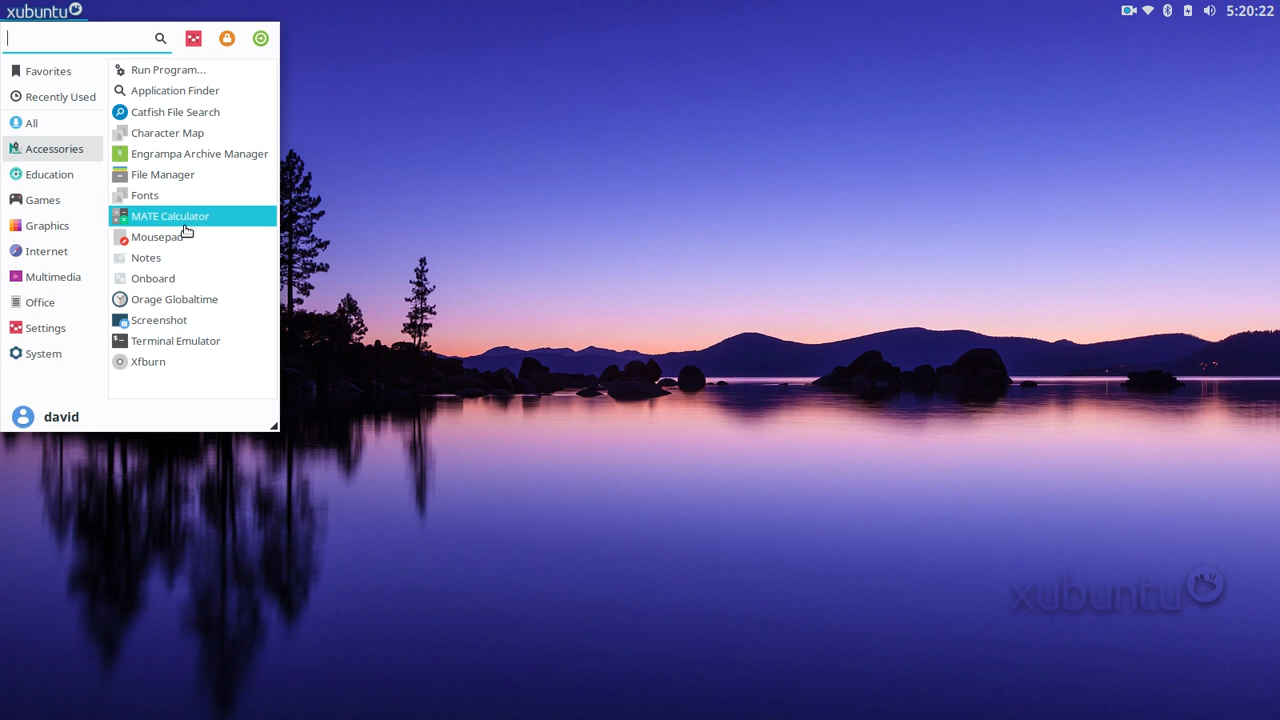 xubuntu
5:20:22
Favorites
Recently Used
All
Accessories
Education
Games
Graphics
Internet
Multimedia
Office
Settings
System
Run Program...
Application Finder
Catfish File Search
Character Map
Engrampa Archive Manager
File Manager
Fonts
MATE Calculator
Mousepad
Notes
Onboard
Orage Globaltime
Screenshot
Terminal Emulator
Xfburn
david
xubuntu